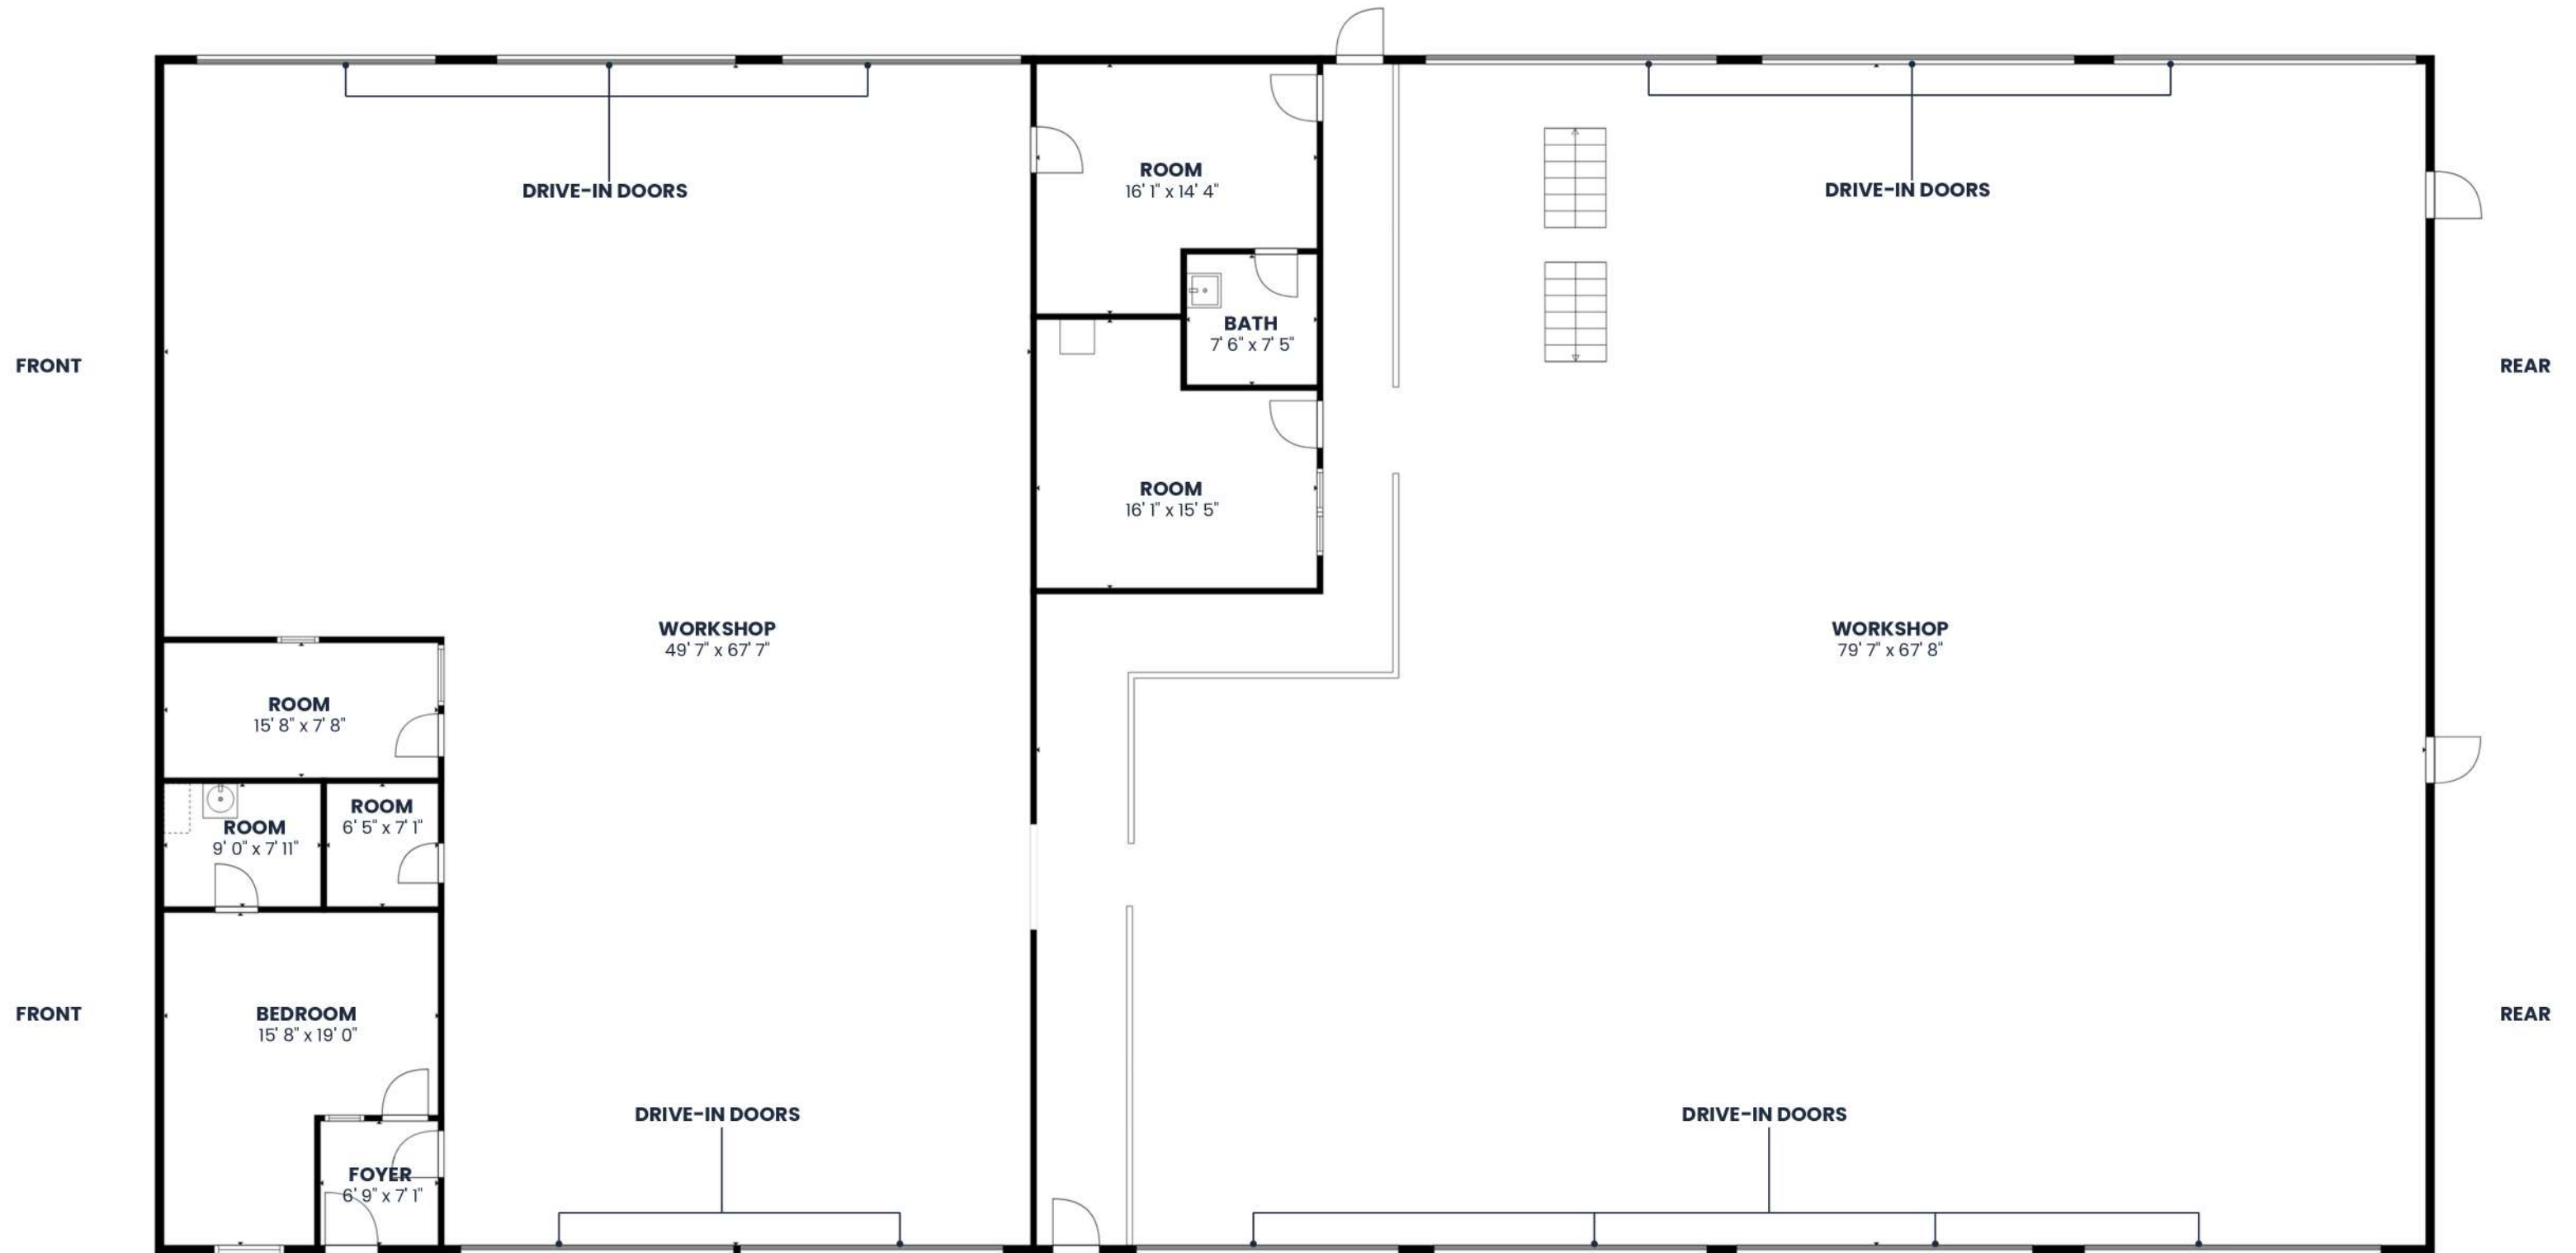 ROOM
16' 1" x 14' 4"
DRIVE-IN DOORS
DRIVE-IN DOORS
BATH
7' 6" x 7' 5"
FRONT
REAR
ROOM
16' 1" x 15' 5"
WORKSHOP
49' 7" x 67' 7"
WORKSHOP
79' 7" x 67' 8"
ROOM
15' 8" x 7' 8"
ROOM
6' 5" x 7' 1"
ROOM
9' 0" x 7' 11"
FRONT
BEDROOM
15' 8" x 19' 0"
REAR
DRIVE-IN DOORS
DRIVE-IN DOORS
FOYER
6' 9" x 7' 1"